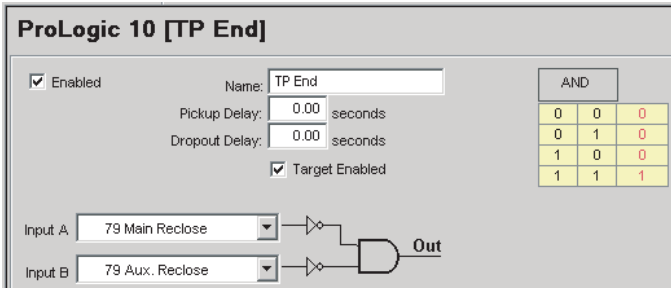 ProLogic 10 [TP End]
Enabled
Name: TP End
AND
Pickup Delay: 0.00 seconds
0 0 0
Dropout Delay: 0.00 seconds
0 1 0
1 0 0
Target Enabled
1 1 1
Input A 79 Main Reclose
Out
Input B 79 Aux. Reclose